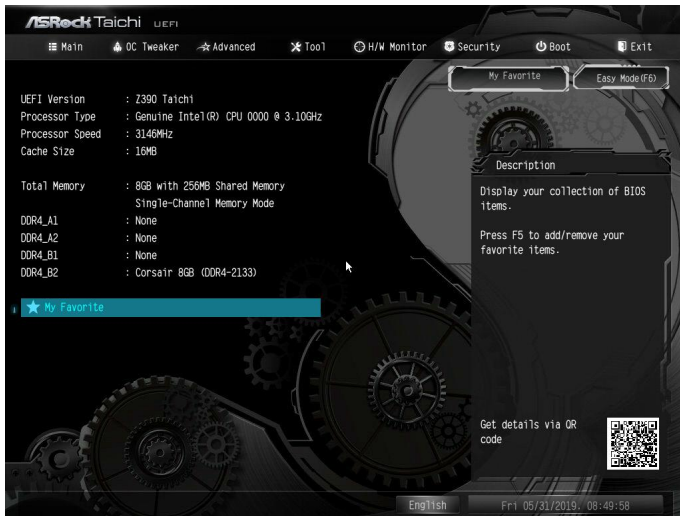 ASRock Taichi UEFI
Main OC Tweaker Advanced Tool H/W Monitor Security Boot Exit
My Favorite Easy Mode(F6)
UEFI Version : Z390 Taichi
Processor Type : Genuine Intel(R) CPU 0000 @ 3.10GHz
Processor Speed : 3146MHz
Cache Size : 16MB
Total Memory : 8GB with 256MB Shared Memory
Single-Channel Memory Mode
DDR4_A1 : None
DDR4_A2 : None
DDR4_B1 : None
DDR4_B2 : Corsair 8GB (DDR4-2133)
My Favorite
Description
Display your collection of BIOS
items.
Press F5 to add/remove your
favorite items.
Get details via QR
code
English Fri 05/31/2019. 08:49:58